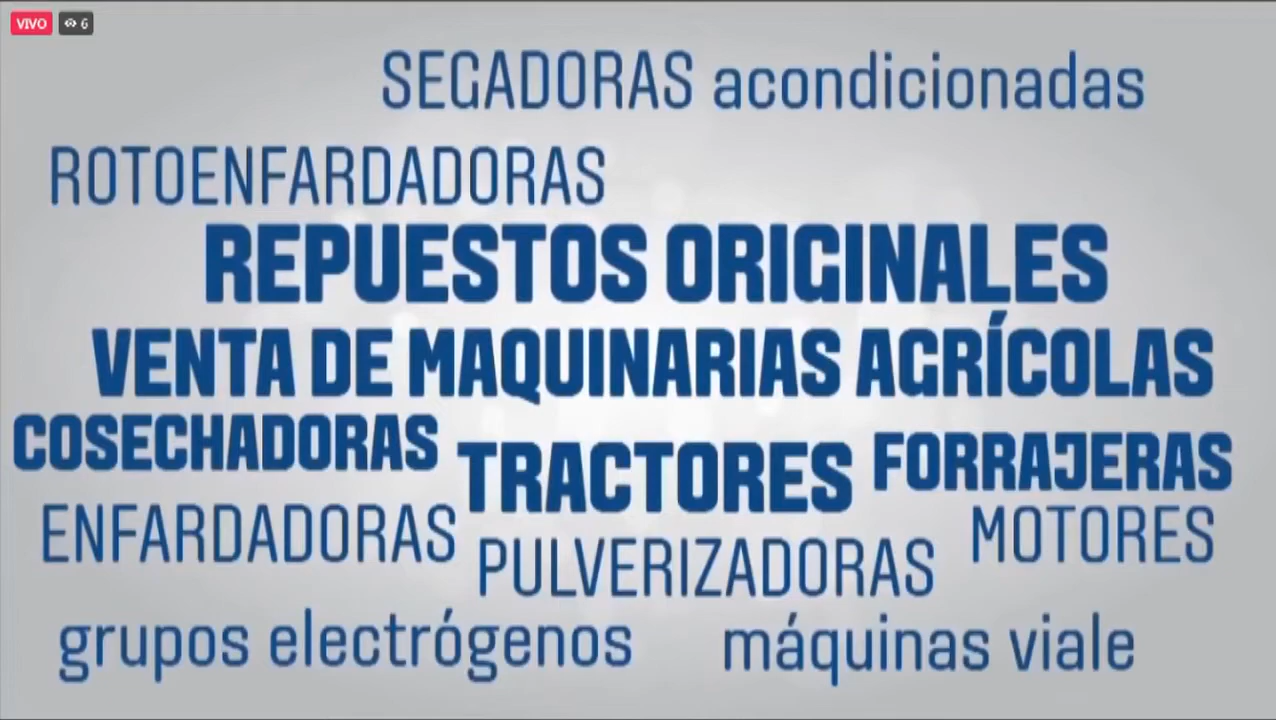 VIVO 6
SEGADORAS acondicionadas
ROTOENFARDADORAS
REPUESTOS ORIGINALES
VENTA DE MAQUINARIAS AGRÍCOLAS
COSECHADORAS TRACTORES FORRAJERAS
ENFARDADORAS PULVERIZADORAS MOTORES
grupos electrógenos máquinas viale